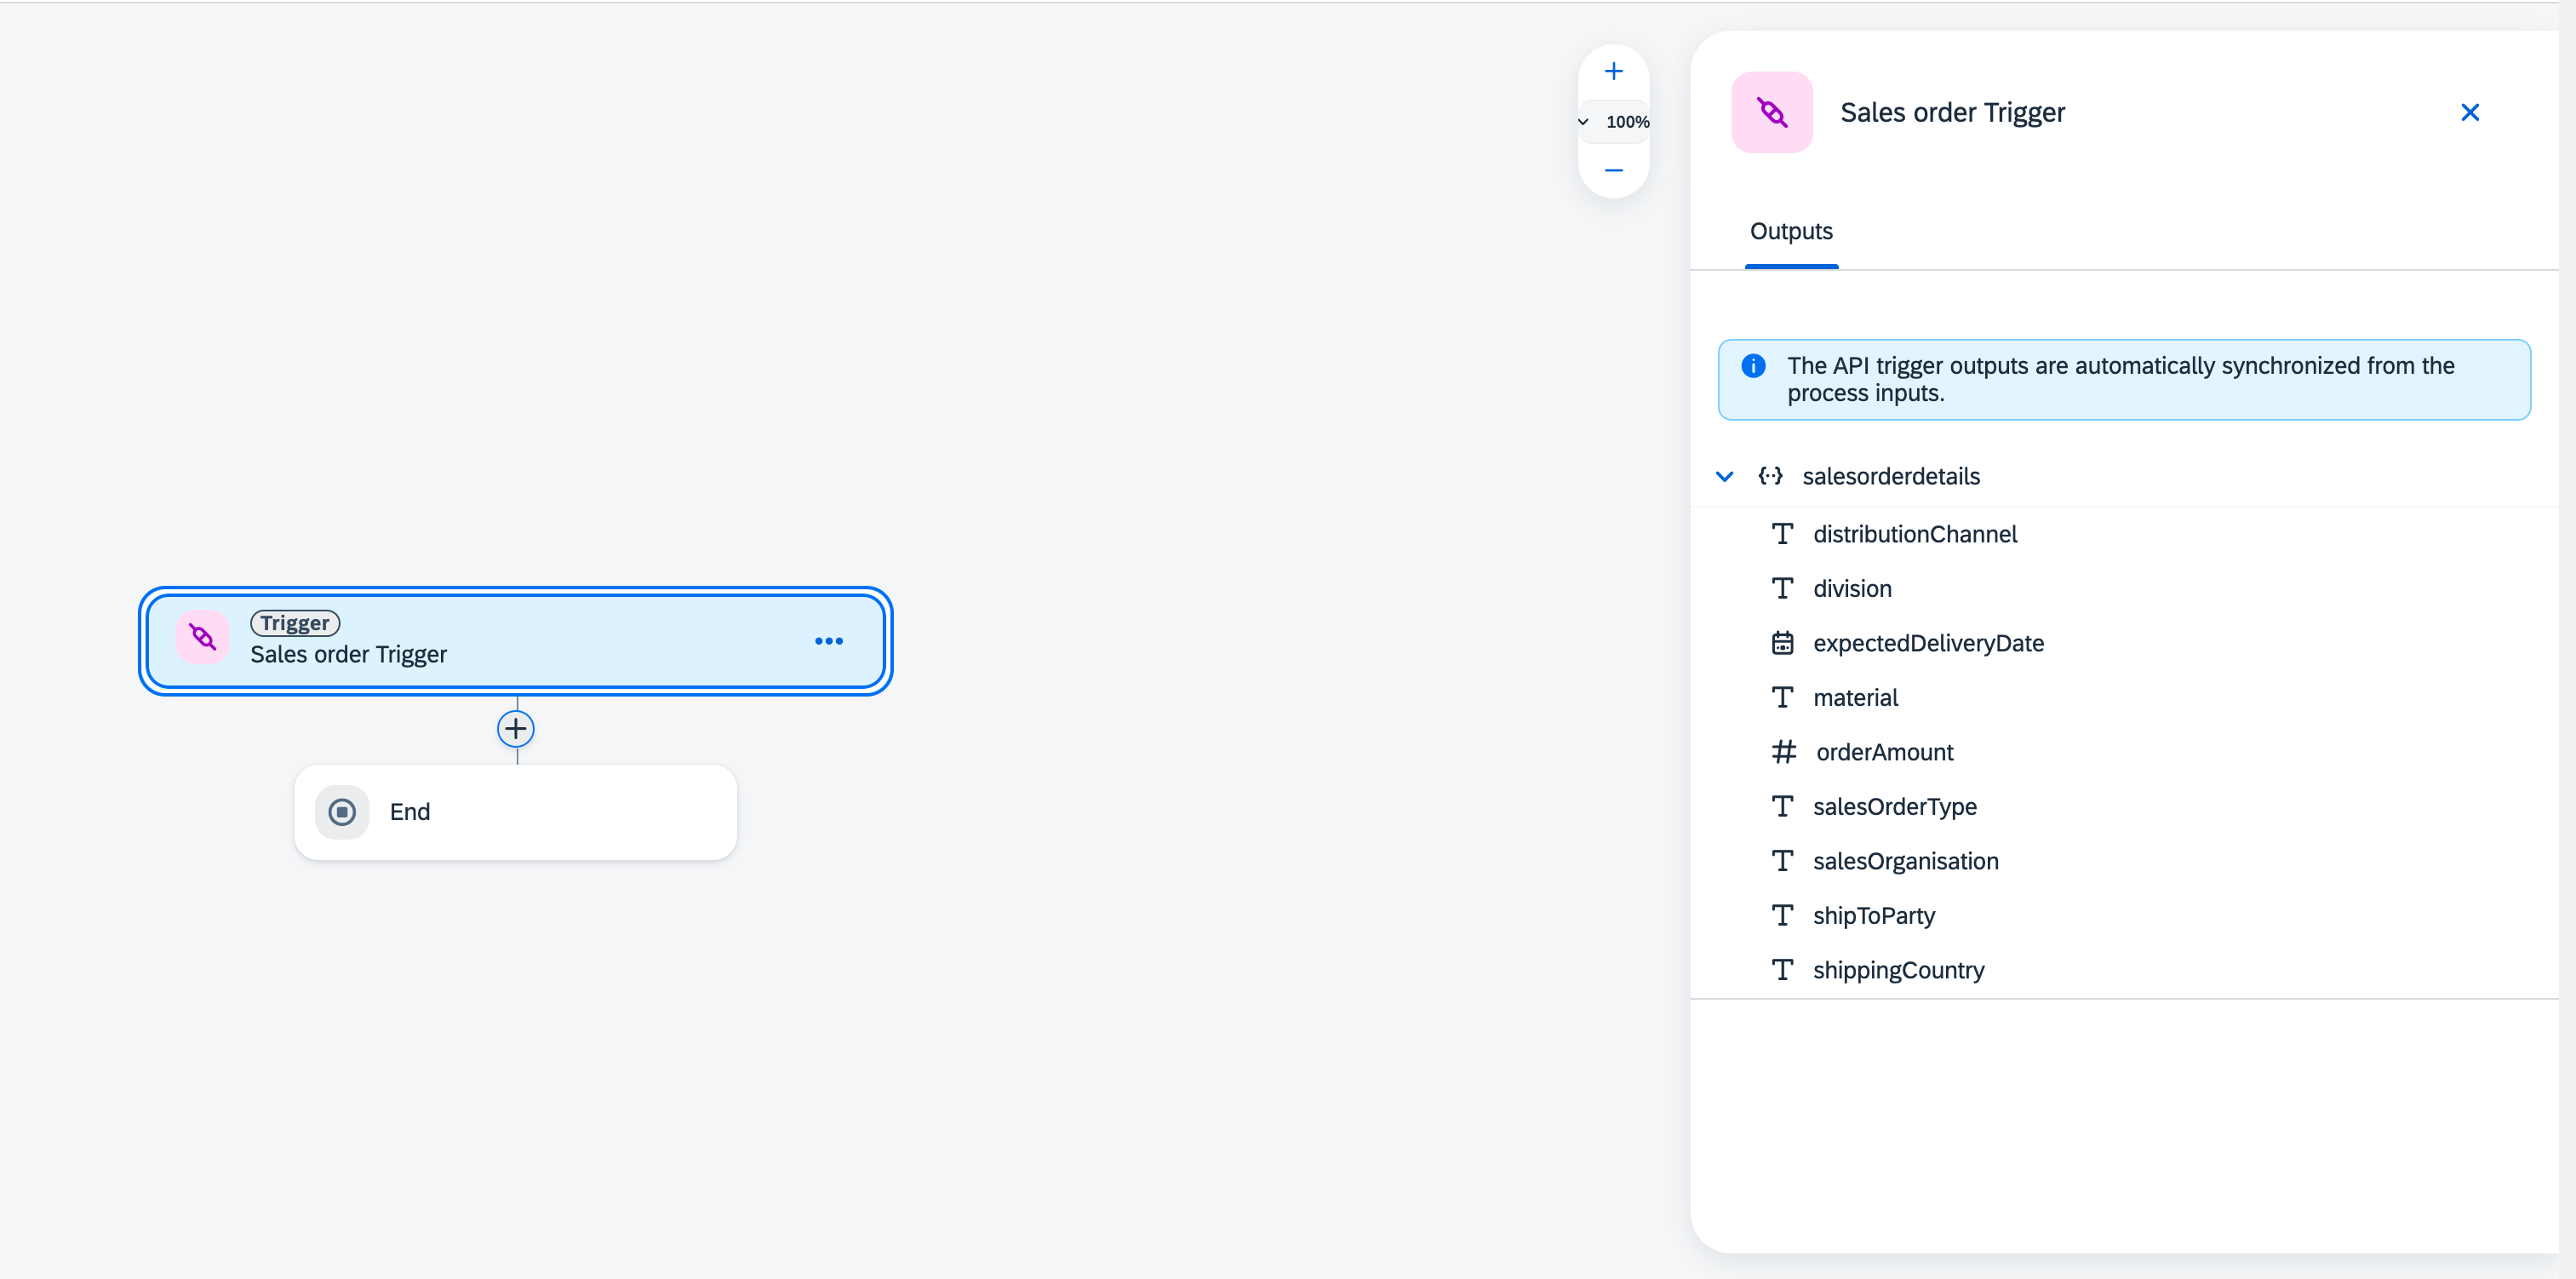 100%
Sales order Trigger
Outputs
The API trigger outputs are automatically synchronized from the
process inputs.
salesorderdetails
distributionChannel
division
expectedDeliveryDate
material
orderAmount
salesOrderType
salesOrganisation
shipToParty
shippingCountry
Trigger
Sales order Trigger
End